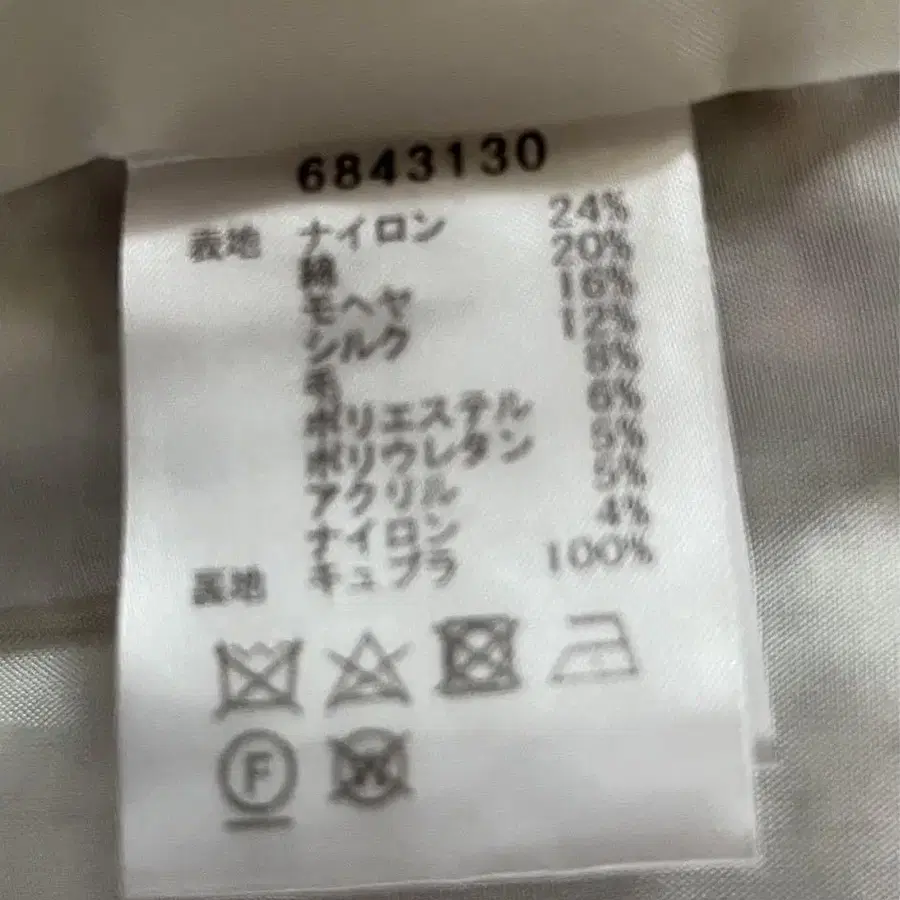 6843130
表地 ナイロン 24%
綿 20%
モヘヤ 16%
シルク 12%
毛 8%
ポリエステル 6%
ポリウレタン 5%
アクリル 5%
ナイロン 4%
裏地 キュプラ 100%
F W